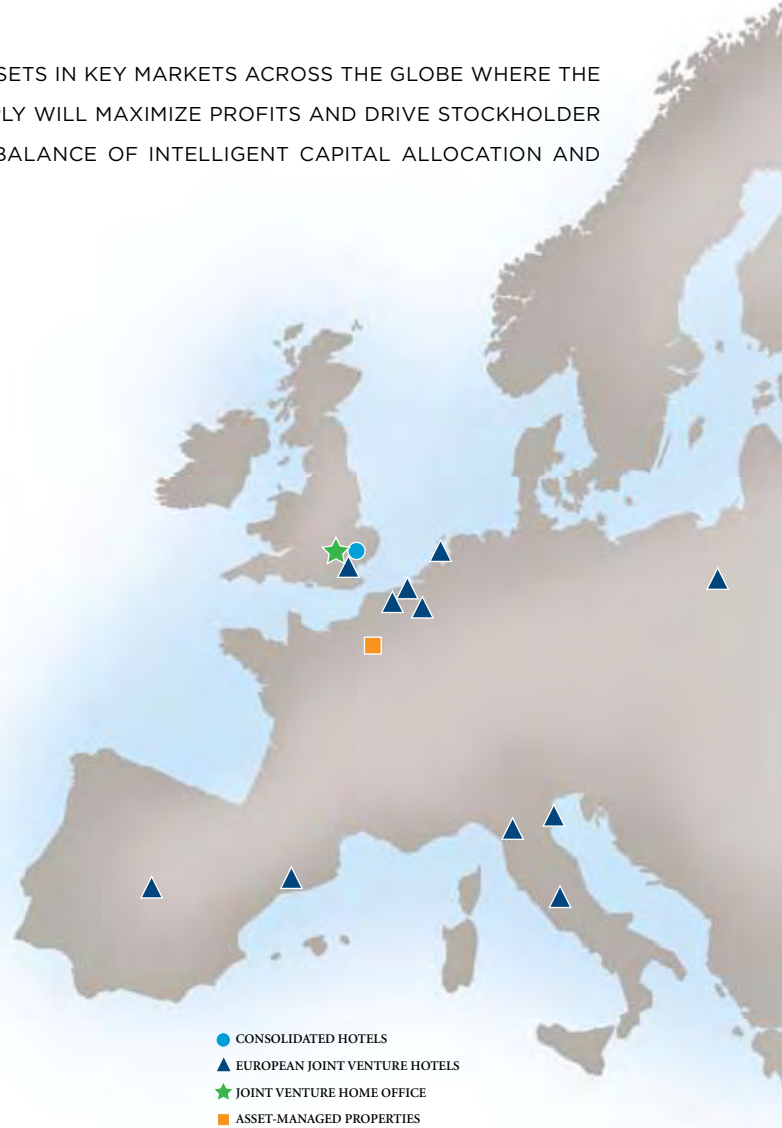 SETS IN KEY MARKETS ACROSS THE GLOBE WHERE THE
PLY WILL MAXIMIZE PROFITS AND DRIVE STOCKHOLDER
BALANCE OF INTELLIGENT CAPITAL ALLOCATION AND
CONSOLIDATED HOTELS
EUROPEAN JOINT VENTURE HOTELS
JOINT VENTURE HOME OFFICE
ASSET-MANAGED PROPERTIES